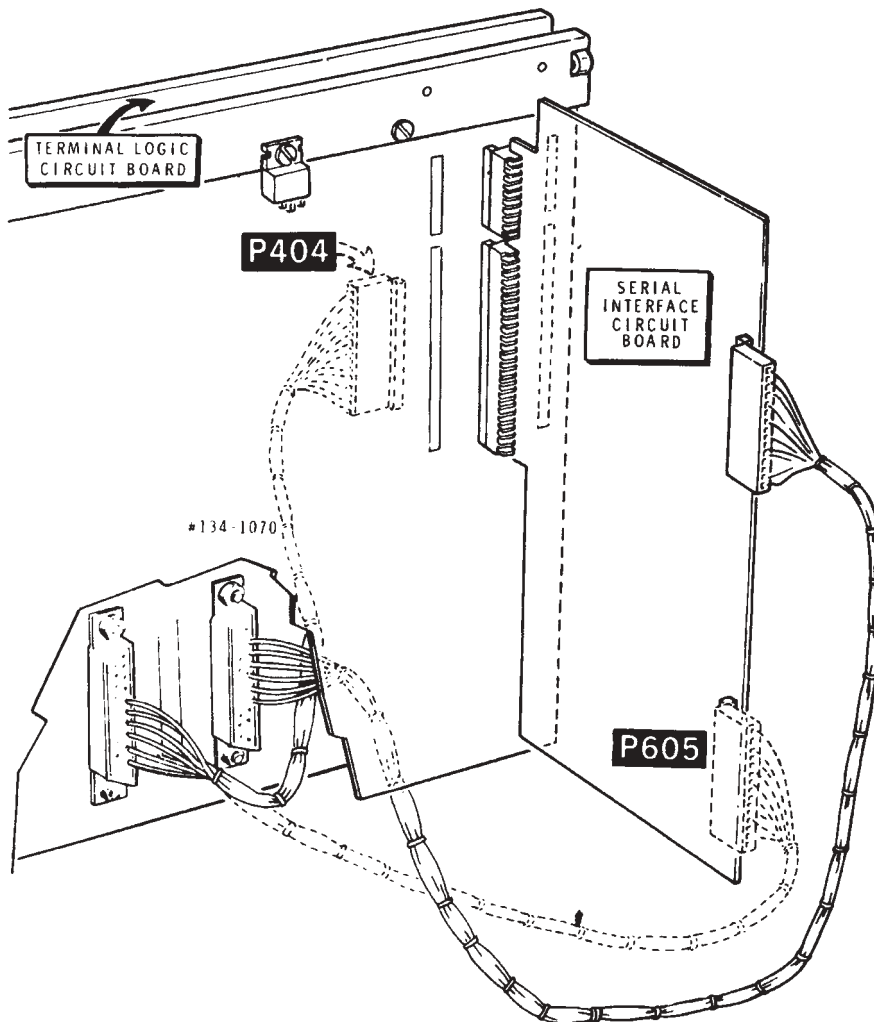 TERMINAL LOGIC
CIRCUIT BOARD
P404
SERIAL
INTERFACE
CIRCUIT
BOARD
#134-1070
P605